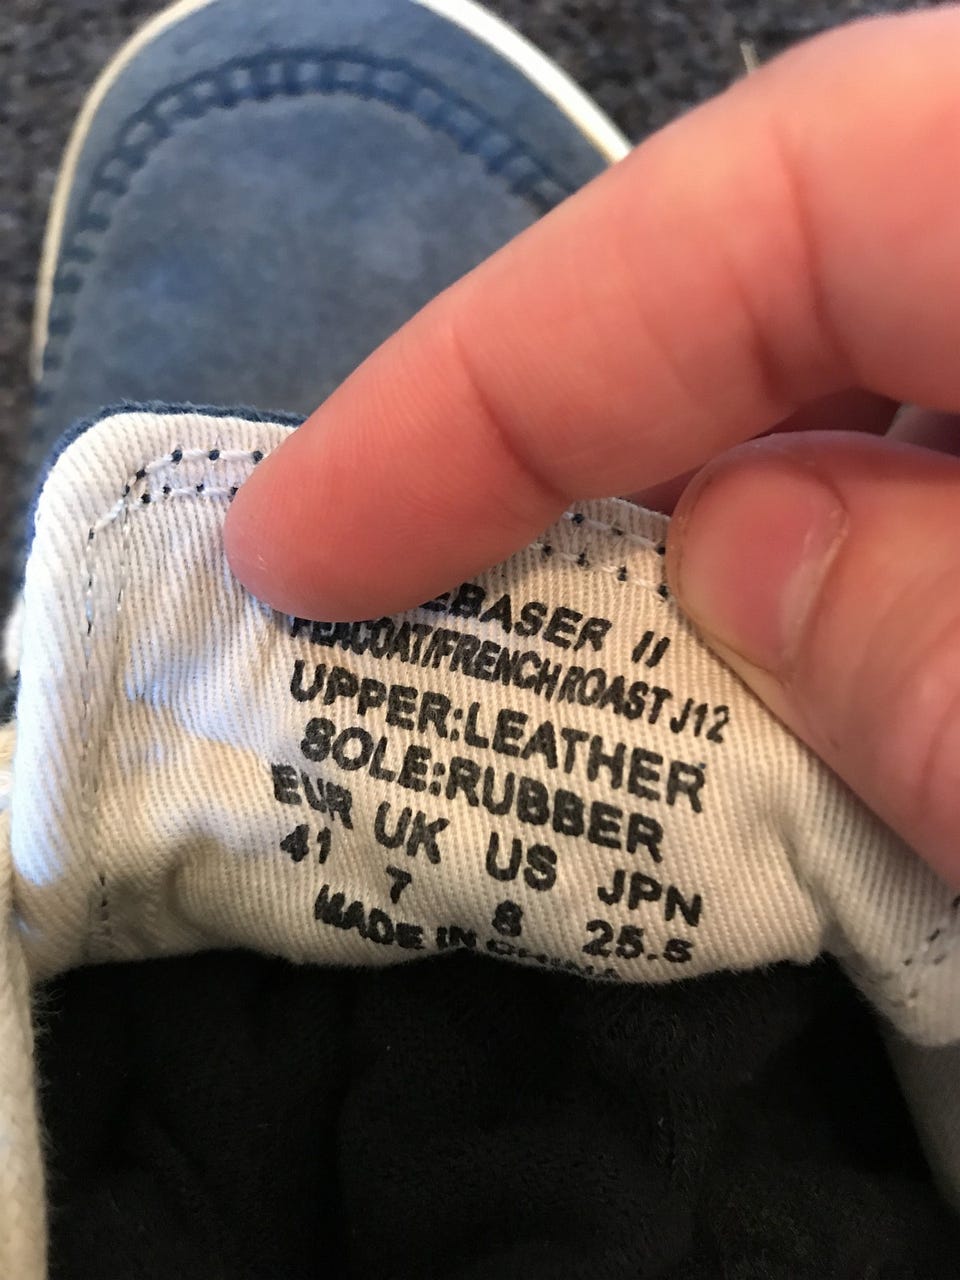 EBASER II
PEACOAT/FRENCH ROAST J12
UPPER:LEATHER
SOLE:RUBBER
EUR UK US JPN
41 7 8 25.5
MADE IN CHINA